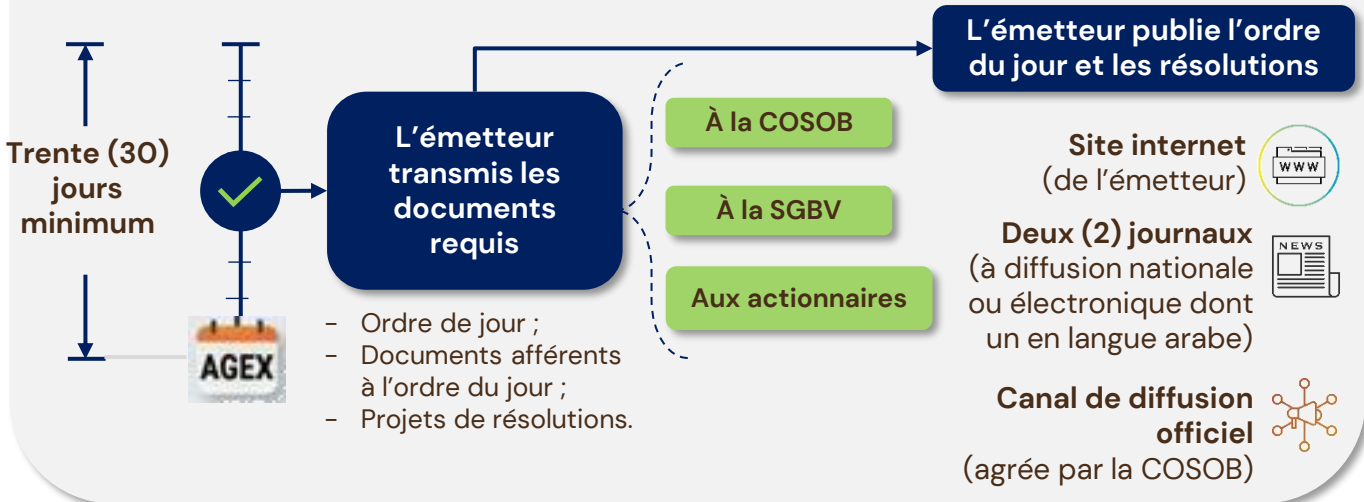 Trente (30)
jours
minimum
AGEX
L'émetteur
transmis les
documents
requis
- Ordre de jour ;
- Documents afférents
à l'ordre du jour ;
- Projets de résolutions.
À la COSOB
À la SGBV
Aux actionnaires
L'émetteur publie l'ordre
du jour et les résolutions
Site internet
(de l'émetteur)
WWW
Deux (2) journaux
(à diffusion nationale
ou électronique dont
un en langue arabe)
NEWS
Canal de diffusion
officiel
(agrée par la COSOB)